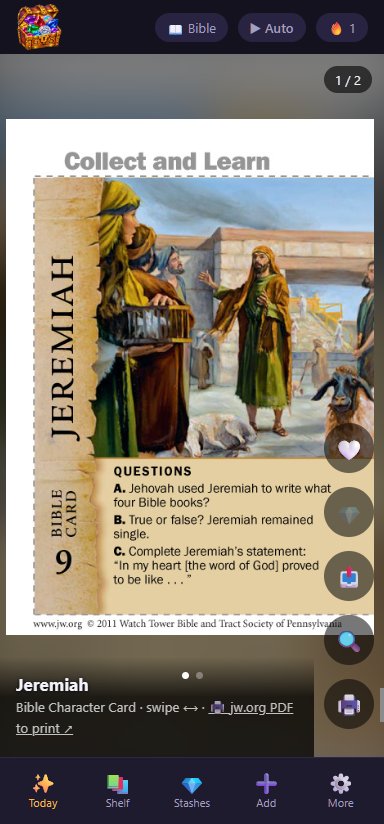 Bible
Auto
1
1 / 2
Collect and Learn
JEREMIAH
BIBLE
CARD
9
QUESTIONS
A. Jehovah used Jeremiah to write what
four Bible books?
B. True or false? Jeremiah remained
single.
C. Complete Jeremiah's statement:
“In my heart [the word of God] proved
to be like . . . ”
www.jw.org © 2011 Watch Tower Bible and Tract Society of Pennsylvania
Jeremiah
Bible Character Card · swipe ↔ · jw.org PDF
to print ↗
Today
Shelf
Stashes
Add
More